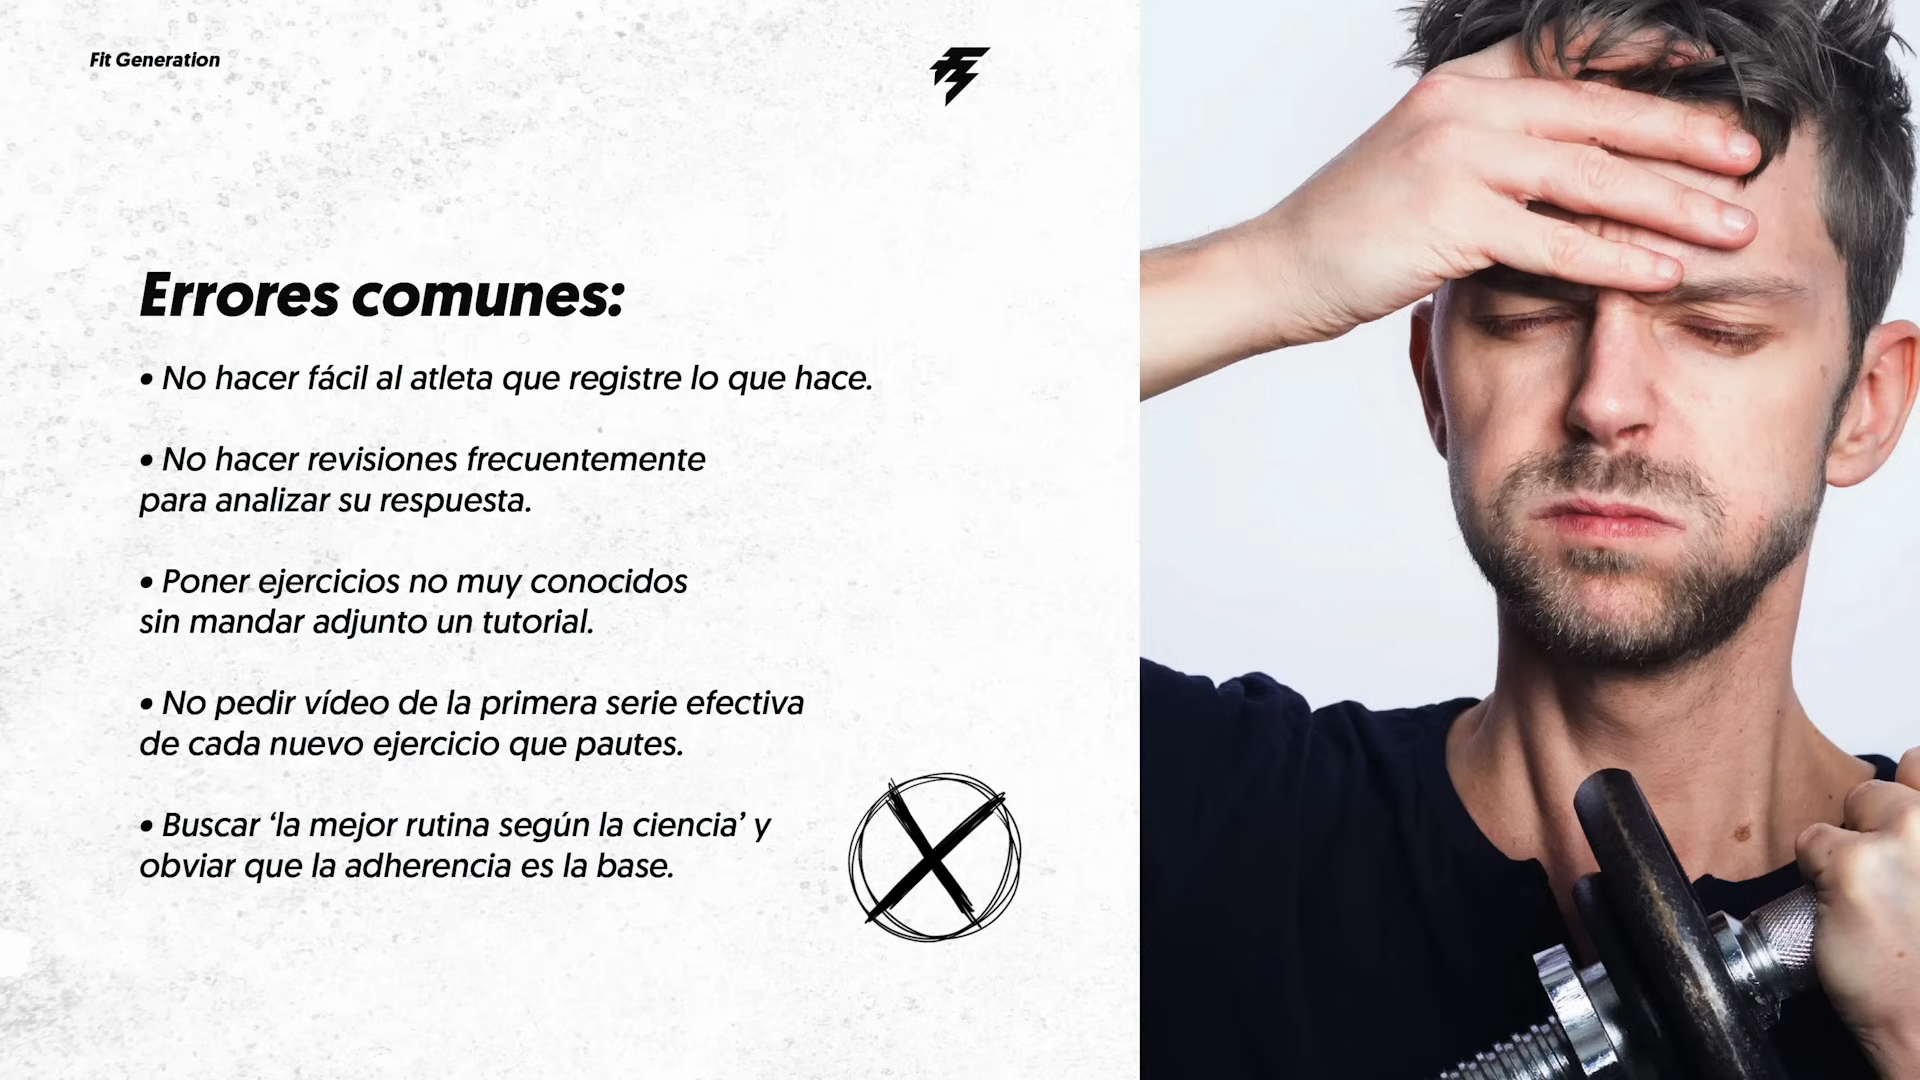 Fit Generation
Errores comunes:
• No hacer fácil al atleta que registre lo que hace.
• No hacer revisiones frecuentemente
para analizar su respuesta.
• Poner ejercicios no muy conocidos
sin mandar adjunto un tutorial.
• No pedir vídeo de la primera serie efectiva
de cada nuevo ejercicio que pautes.
• Buscar ‘la mejor rutina según la ciencia’ y
obviar que la adherencia es la base.